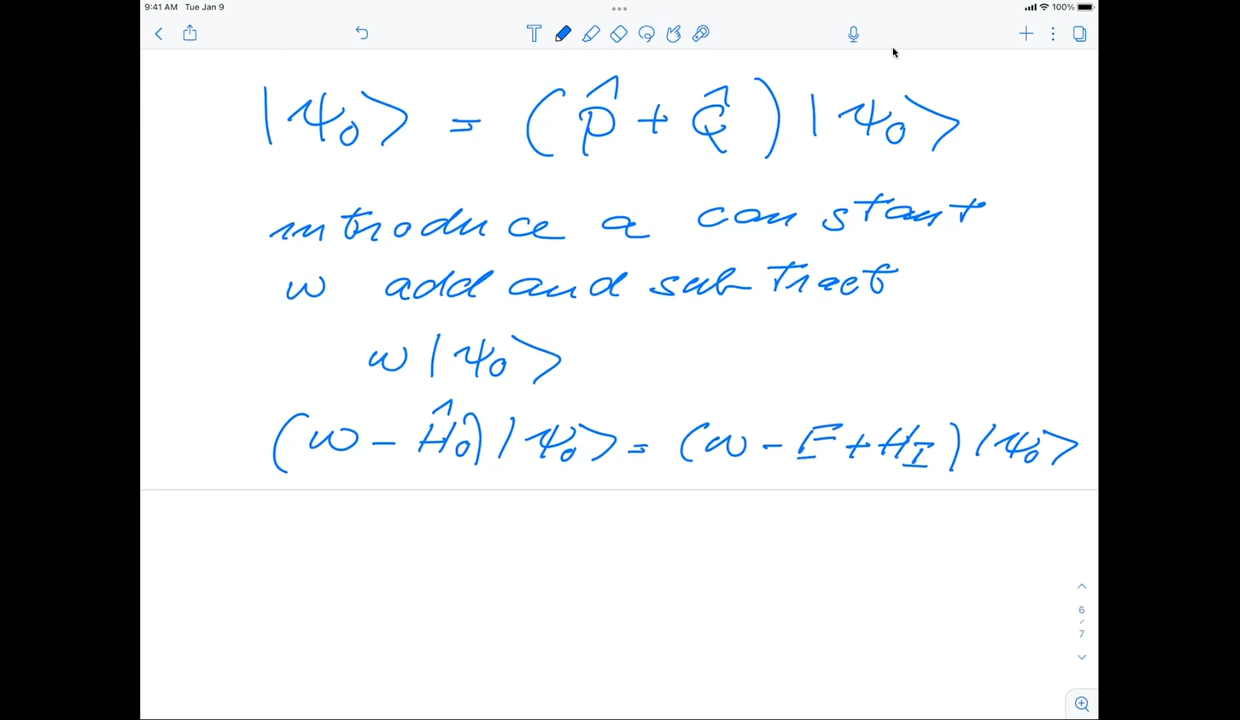 9:41 AM Tue Jan 9
100%
|Ψ₀⟩ = (P̂ + Q̂) |Ψ₀⟩
introduce a constant
ω add and subtract
ω |Ψ₀⟩
(ω − Ĥ₀) |Ψ₀⟩ = (ω − E + H_I) |Ψ₀⟩
6
/
7